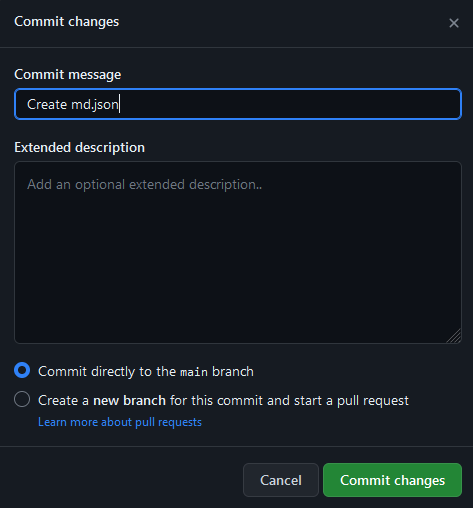 Commit changes
Commit message
Create md.json
Extended description
Add an optional extended description..
Commit directly to the main branch
Create a new branch for this commit and start a pull request
Learn more about pull requests
Cancel
Commit changes